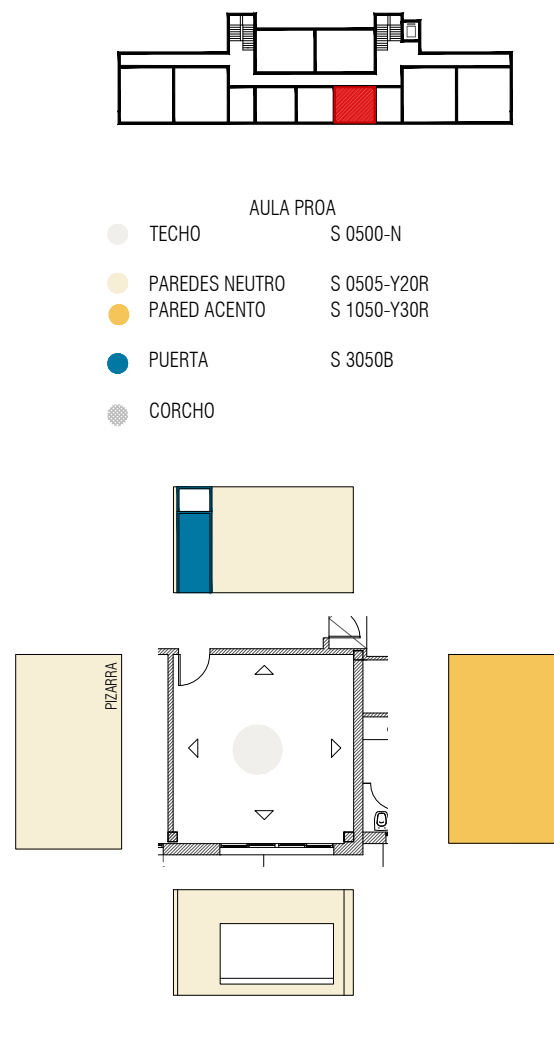 AULA PROA
TECHO S 0500-N
PAREDES NEUTRO S 0505-Y20R
PARED ACENTO S 1050-Y30R
PUERTA S 3050B
CORCHO
PIZARRA